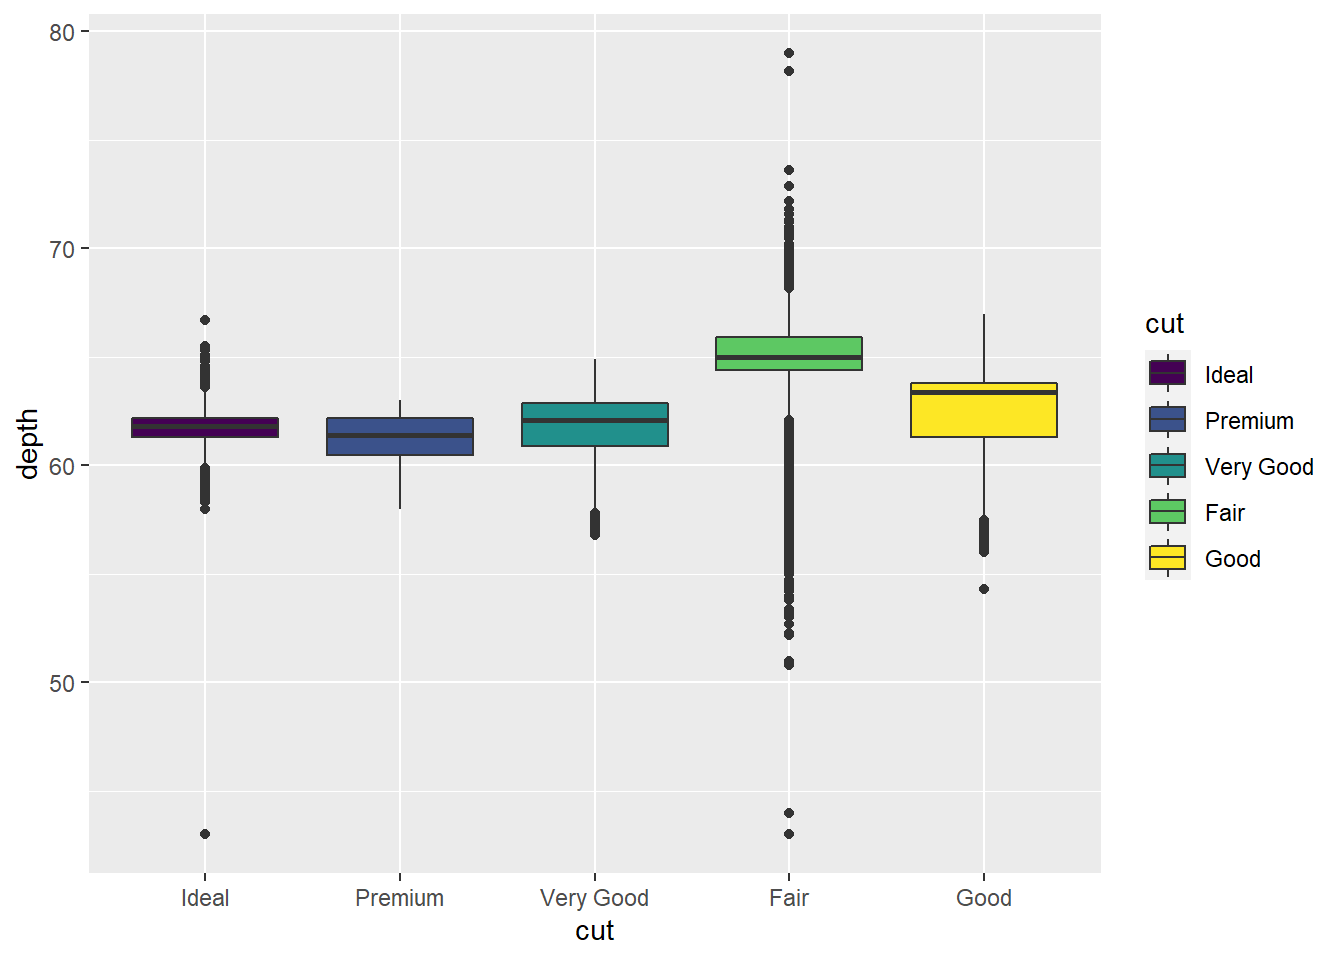 80
70
60
50
depth
Ideal
Premium
Very Good
Fair
Good
cut
cut
Ideal
Premium
Very Good
Fair
Good